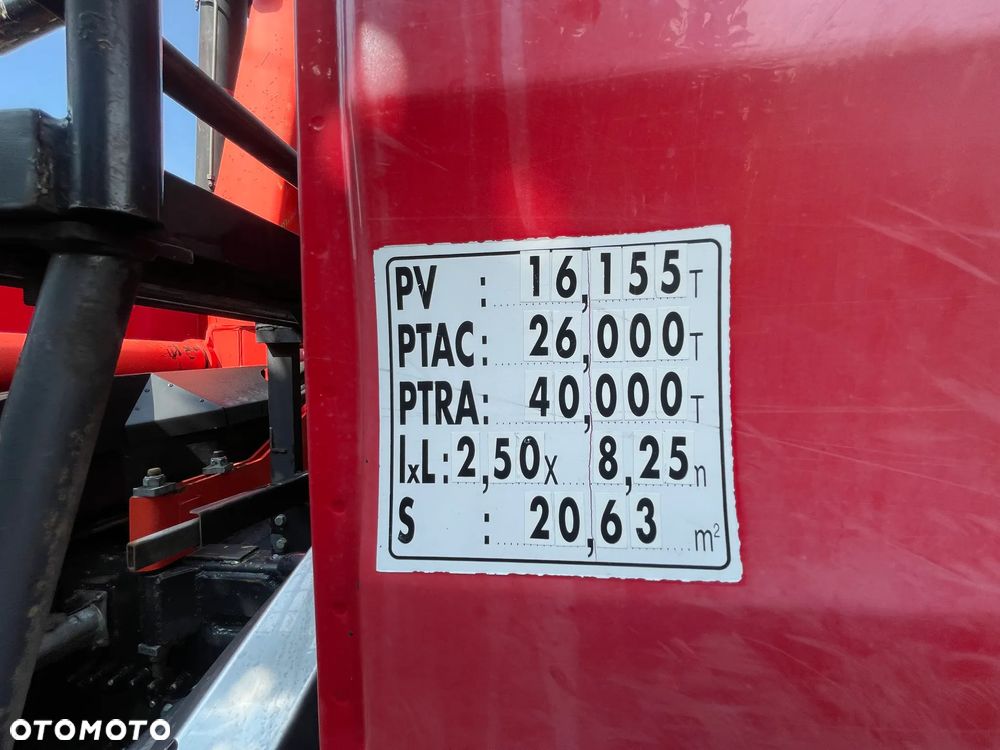 PV : 16,155 T
PTAC: 26,000 T
PTRA: 40,000 T
lxL: 2,50 x 8,25 n
S : 20,63 m²
OTOMOTO